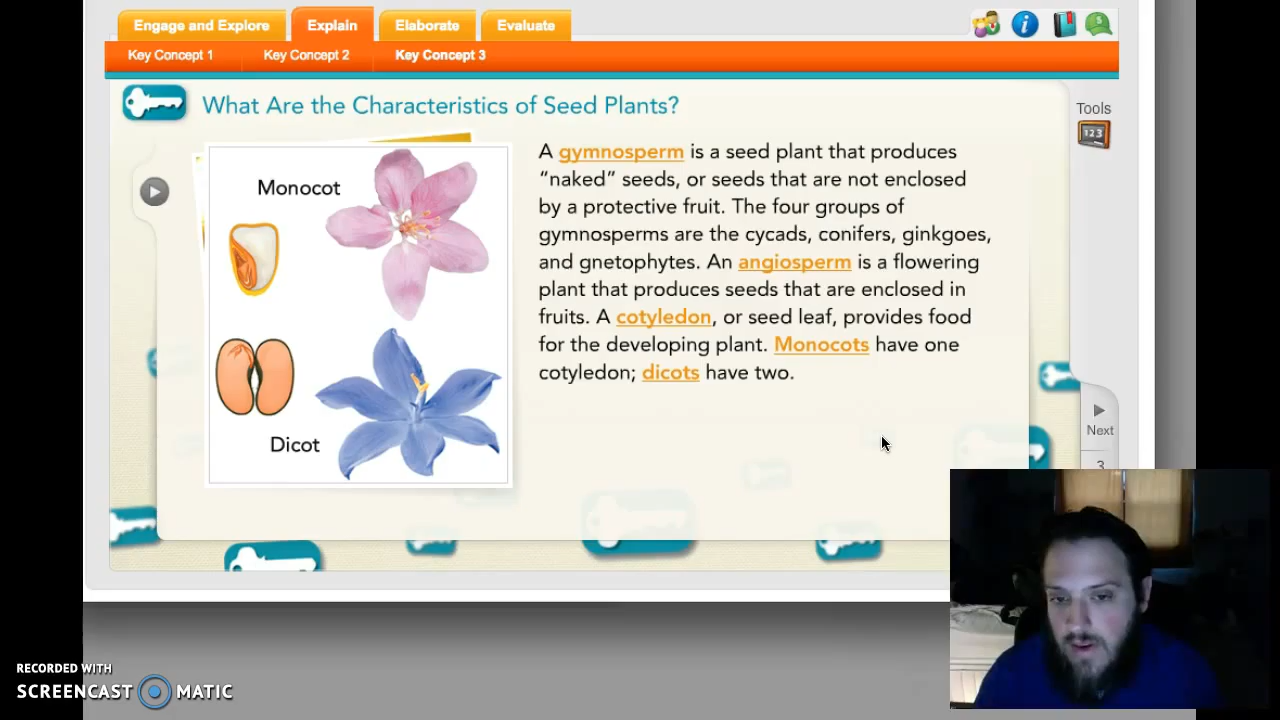 Engage and Explore
Explain
Elaborate
Evaluate
Key Concept 1
Key Concept 2
Key Concept 3
What Are the Characteristics of Seed Plants?
Tools
123
Monocot
Dicot
A gymnosperm is a seed plant that produces
“naked” seeds, or seeds that are not enclosed
by a protective fruit. The four groups of
gymnosperms are the cycads, conifers, ginkgoes,
and gnetophytes. An angiosperm is a flowering
plant that produces seeds that are enclosed in
fruits. A cotyledon, or seed leaf, provides food
for the developing plant. Monocots have one
cotyledon; dicots have two.
Next
3
RECORDED WITH
SCREENCAST MATIC